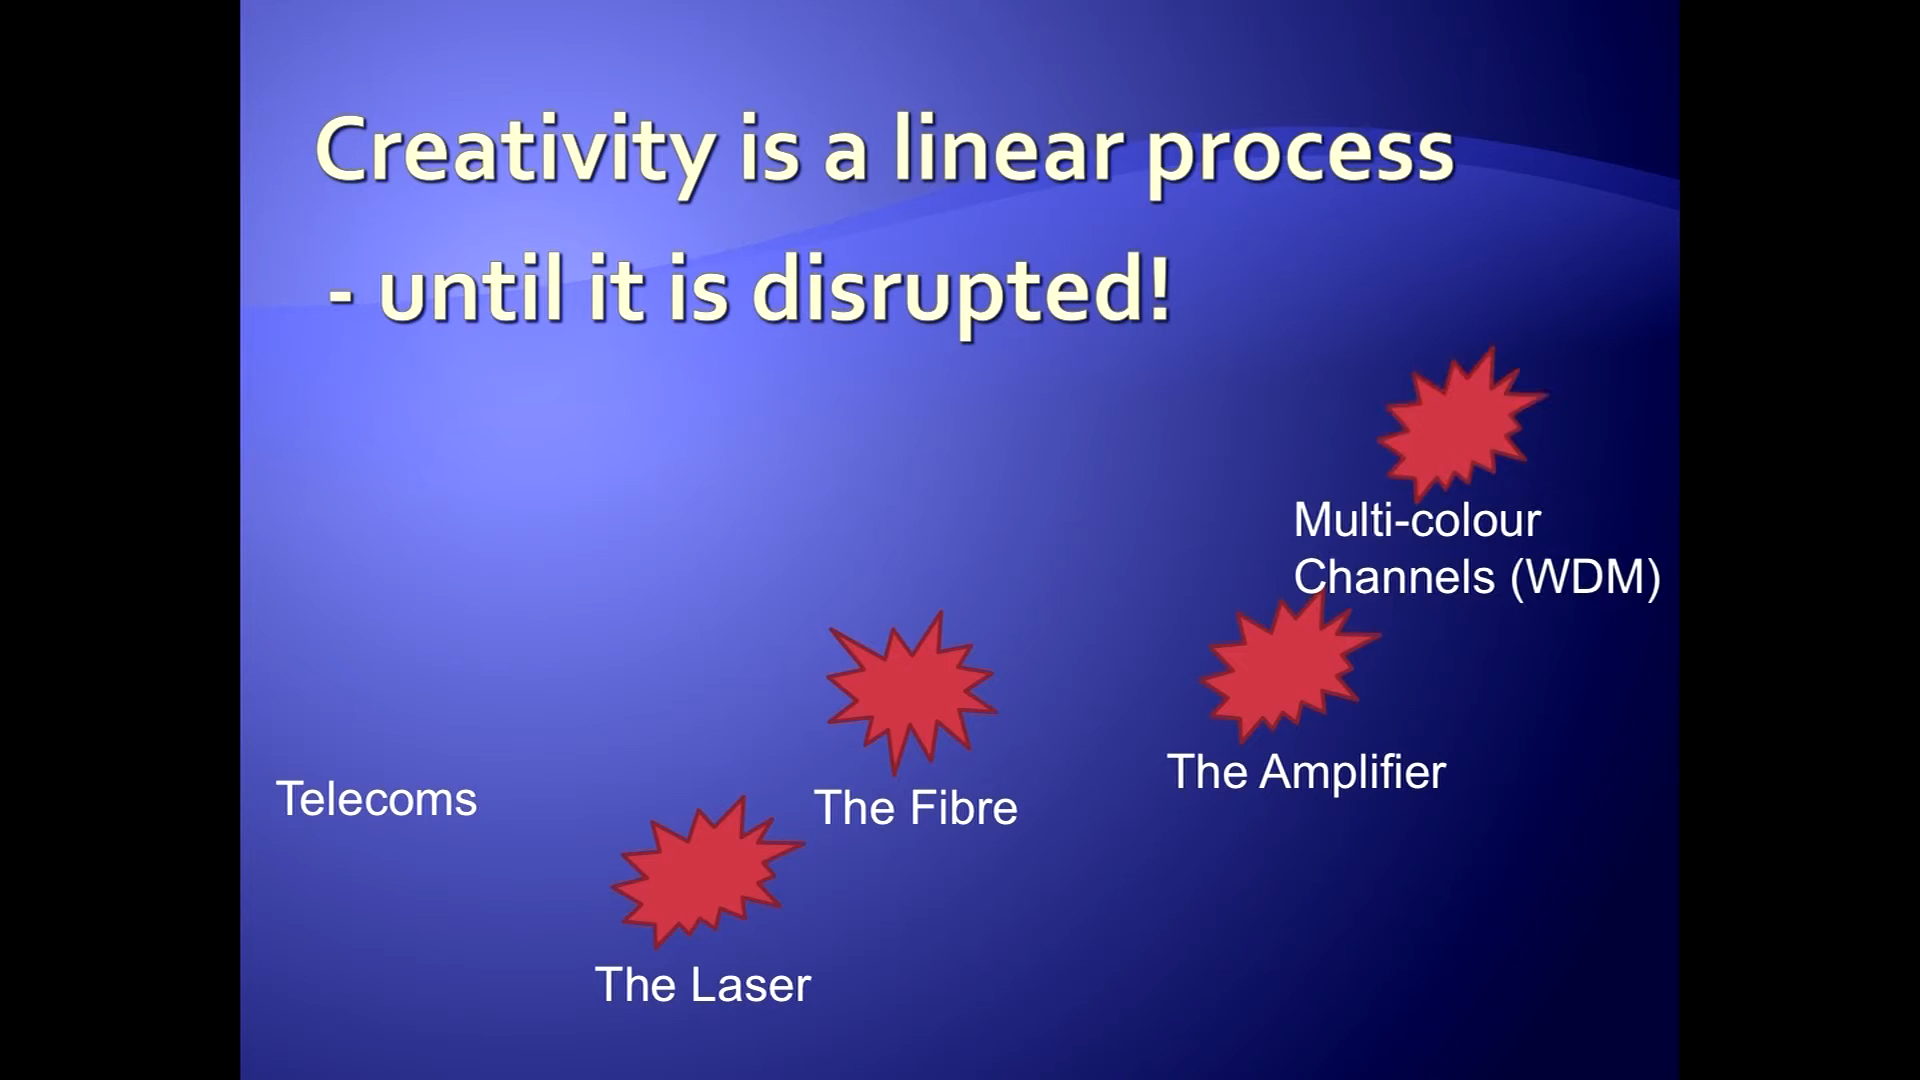 Creativity is a linear process
- until it is disrupted!
Multi-colour
Channels (WDM)
The Amplifier
Telecoms
The Fibre
The Laser